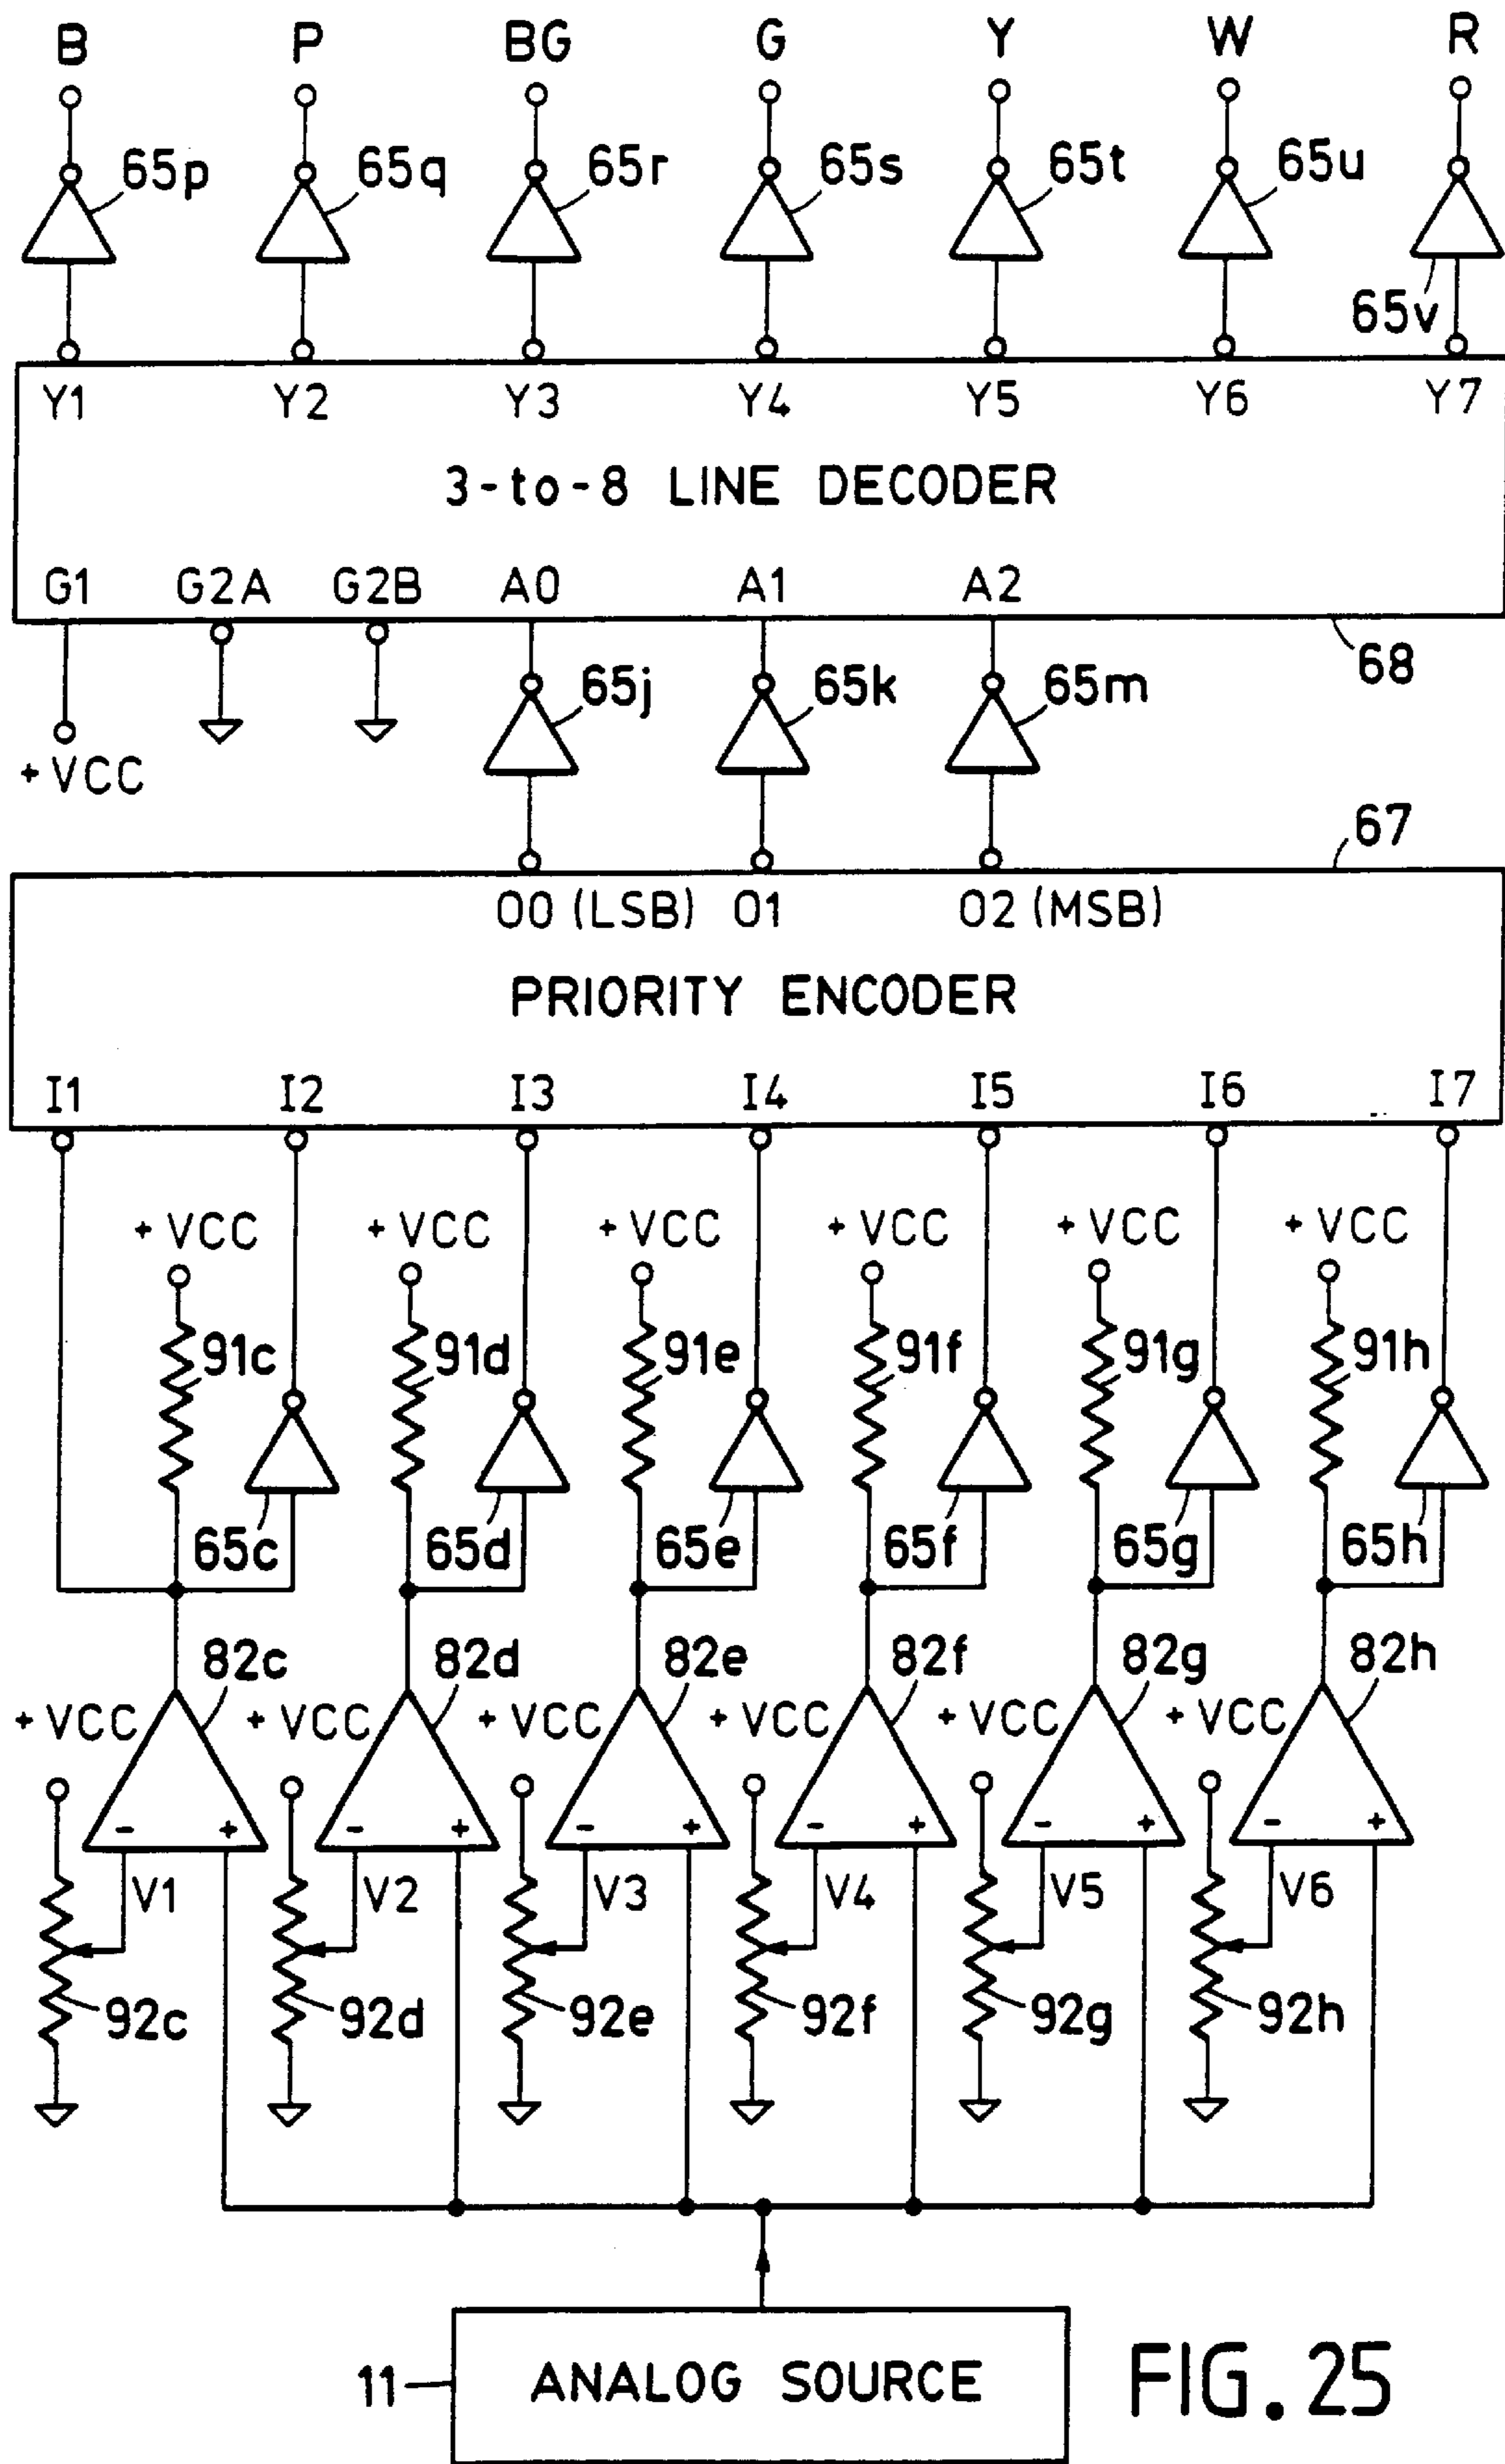 B P BG G Y W R
65p 65q 65r 65s 65t 65u
65v
Y1 Y2 Y3 Y4 Y5 Y6 Y7
3-to-8 LINE DECODER
G1 G2A G2B A0 A1 A2
68
65j 65k 65m
+VCC
67
O0 (LSB) O1 O2 (MSB)
PRIORITY ENCODER
I1 I2 I3 I4 I5 I6 I7
+VCC +VCC +VCC +VCC +VCC +VCC
91c 91d 91e 91f 91g 91h
65c 65d 65e 65f 65g 65h
82c 82d 82e 82f 82g 82h
+VCC +VCC +VCC +VCC +VCC +VCC
- + - + - + - + - + - +
V1 V2 V3 V4 V5 V6
92c 92d 92e 92f 92g 92h
11 ANALOG SOURCE
FIG. 25